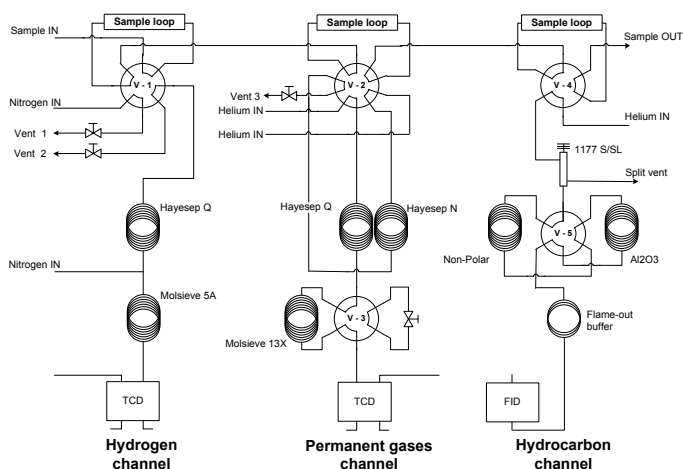 Sample loop
Sample loop
Sample loop
Sample IN
Sample OUT
V - 1
V - 2
V - 4
Nitrogen IN
Vent 3
Helium IN
Helium IN
Helium IN
Vent 1
Vent 2
1177 S/SL
Split vent
Hayesep Q
Hayesep Q
Hayesep N
V - 5
Non-Polar
Al2O3
Nitrogen IN
Molsieve 5A
V - 3
Molsieve 13X
Flame-out
buffer
TCD
TCD
FID
Hydrogen
channel
Permanent gases
channel
Hydrocarbon
channel